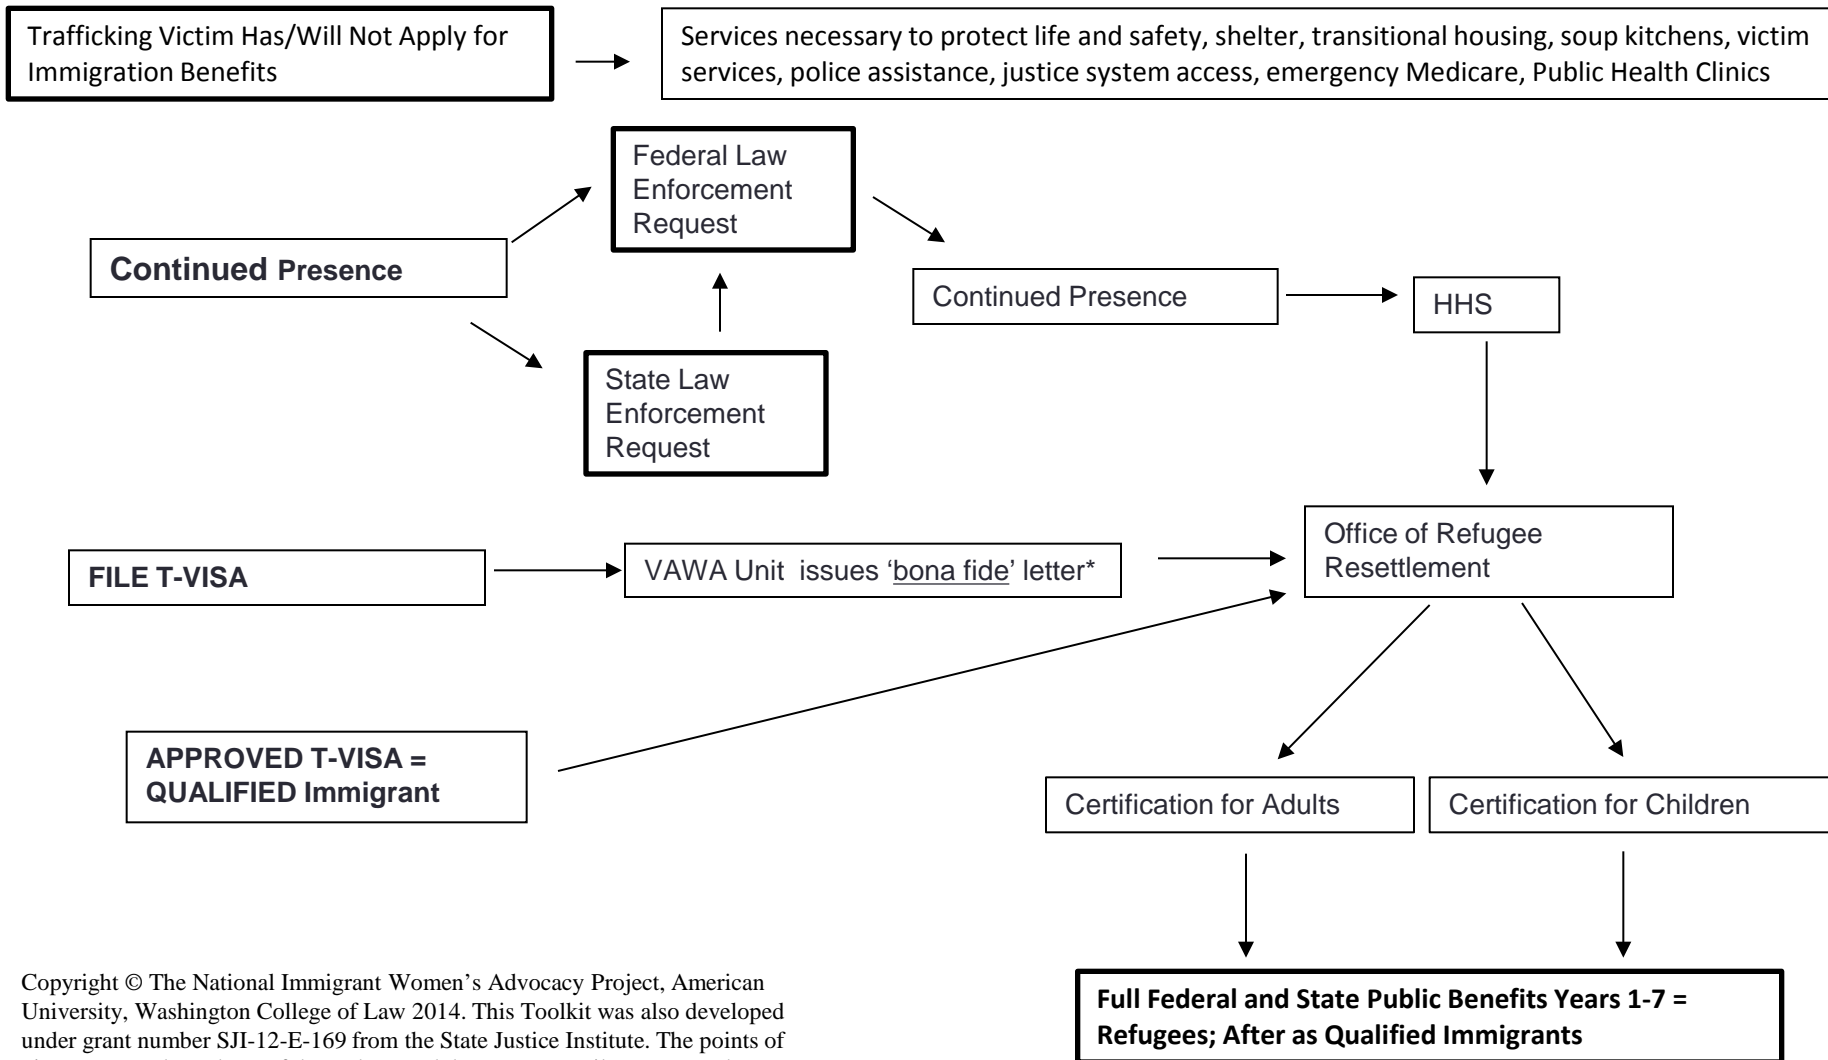 Trafficking Victim Has/Will Not Apply for
Immigration Benefits
Services necessary to protect life and safety, shelter, transitional housing, soup kitchens, victim
services, police assistance, justice system access, emergency Medicare, Public Health Clinics
Federal Law
Enforcement
Request
Continued Presence
Continued Presence
HHS
State Law
Enforcement
Request
Office of Refugee
Resettlement
FILE T-VISA
VAWA Unit issues ‘bona fide’ letter*
APPROVED T-VISA =
QUALIFIED Immigrant
Certification for Adults
Certification for Children
Full Federal and State Public Benefits Years 1-7 =
Refugees; After as Qualified Immigrants
Copyright © The National Immigrant Women’s Advocacy Project, American
University, Washington College of Law 2014. This Toolkit was also developed
under grant number SJI-12-E-169 from the State Justice Institute. The points of